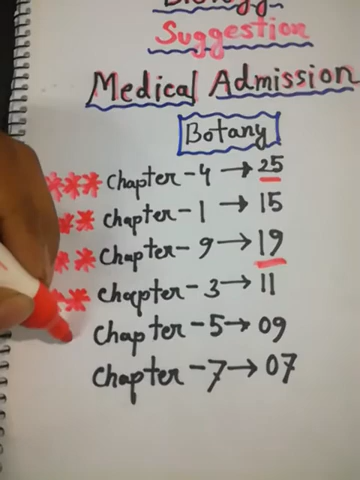 Biology
Suggestion
Medical Admission
Botany
*** Chapter-4 → 25
** chapter-1 → 15
** chapter-9 → 19
** chapter-3 → 11
chapter-5 → 09
chapter-7 → 07